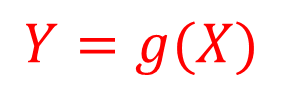 Y = g(X)